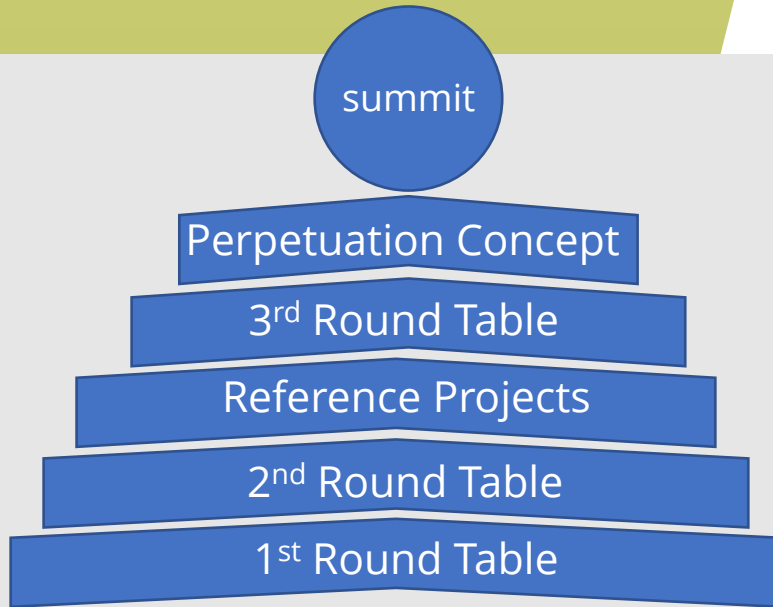 summit
Perpetuation Concept
3rd Round Table
Reference Projects
2nd Round Table
1st Round Table